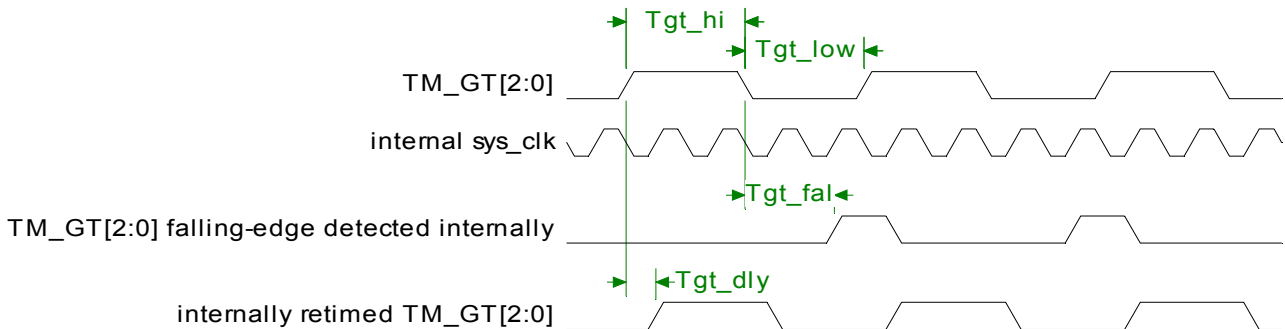 Tgt_hi
Tgt_low
TM_GT[2:0]
internal sys_clk
Tgt_fal
TM_GT[2:0] falling-edge detected internally
Tgt_dly
internally retimed TM_GT[2:0]